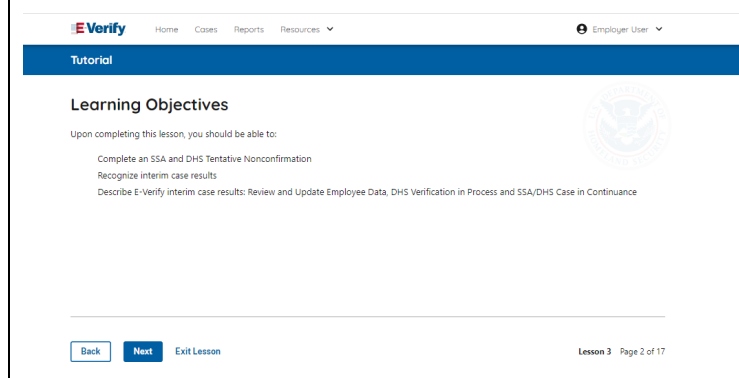 E-Verify Home Cases Reports Resources Employer User
Tutorial
Learning Objectives
Upon completing this lesson, you should be able to:
Complete an SSA and DHS Tentative Nonconfirmation
Recognize interim case results
Describe E-Verify interim case results: Review and Update Employee Data, DHS Verification in Process and SSA/DHS Case in Continuance
Back Next Exit Lesson Lesson 3 Page 2 of 17